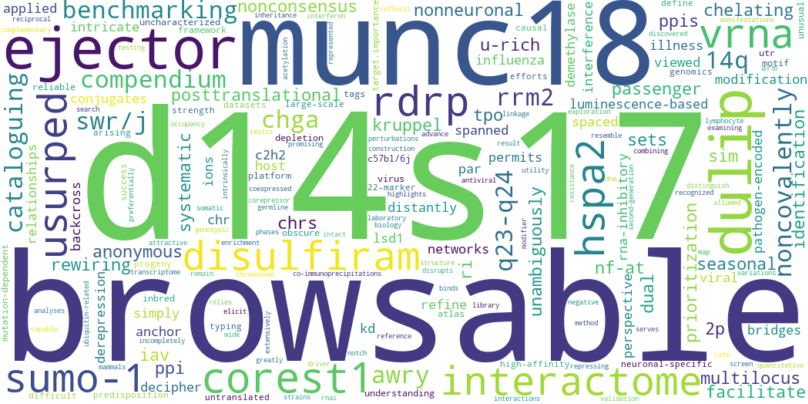 applied
reciprocal
complementary
benchmarking
uncharacterized
intricate
inheritance
testing
nonconsensus
interferon
framework
reflects
represented
acetylation
munc18
nonneuronal
u-rich
influenza
demethylase
interference
target-importance
ppis
illness
viewed
genomics
define
causal
efforts
chelating
manifestations
discovered
vrna
14q
unusual
utr
motif
arm
ejector
compendium
reliable
conjugates
search
tags
large-scale
datasets
posttranslational
rdrp
rrm2
modification
passenger
luminescence-based
cataloguing
usurped
backcross
relationships
swr/j
arising
strength
chga
depletion
kruppel
tpo
linkage
spaced
spanned
sets
sim
dulip
noncovalently
identification
pathogen-encoded
recognized
distinguish
allowed
map
variations
occupancy
testis
promising
perturbations
construction
advance
c57bl/6j
result
combining
examining
lymphocyte
resemble
hspa2
rna-inhibitory
second-generation
resistance
c2h2
ions
host
systematic
success
preferentially
intrinsically
platform
coexpressed
virus
22-marker
highlights
exploration
utility
par
permits
d14s17
chr
somatic
corepressor
germline
laboratory
biology
antiviral
distantly
q23-q24
unambiguously
chrs
genotypic
phases
obscure
intact
lsd1
modifier
anonymous
disulfiram
enrichment
networks
ri
nf-at
seasonal
rewiring
progeny
attractive
transcriptome
remain
chromosome
co-immunoprecipitations
structure
disrupts
dual
perspective
prioritization
viral
mutation-dependent
derepression
browsable
inbred
simply
anchor
incompletely
typing
wide
relies
elicit
extensively
kd
library
reference
refine
atlas
binds
serves
negative
method
2p
bridges
rate
screen
quantitative
analyses
capable
ubiquitin-related
iav
ppi
decipher
mammals
greatly
driver
notch
repressing
high-affinity
neuronal-specific
multilocus
facilitate
sumo-1
corest1
awry
understanding
interactome
difficult
predisposition
untranslated
strains
rnai
interactions
validation